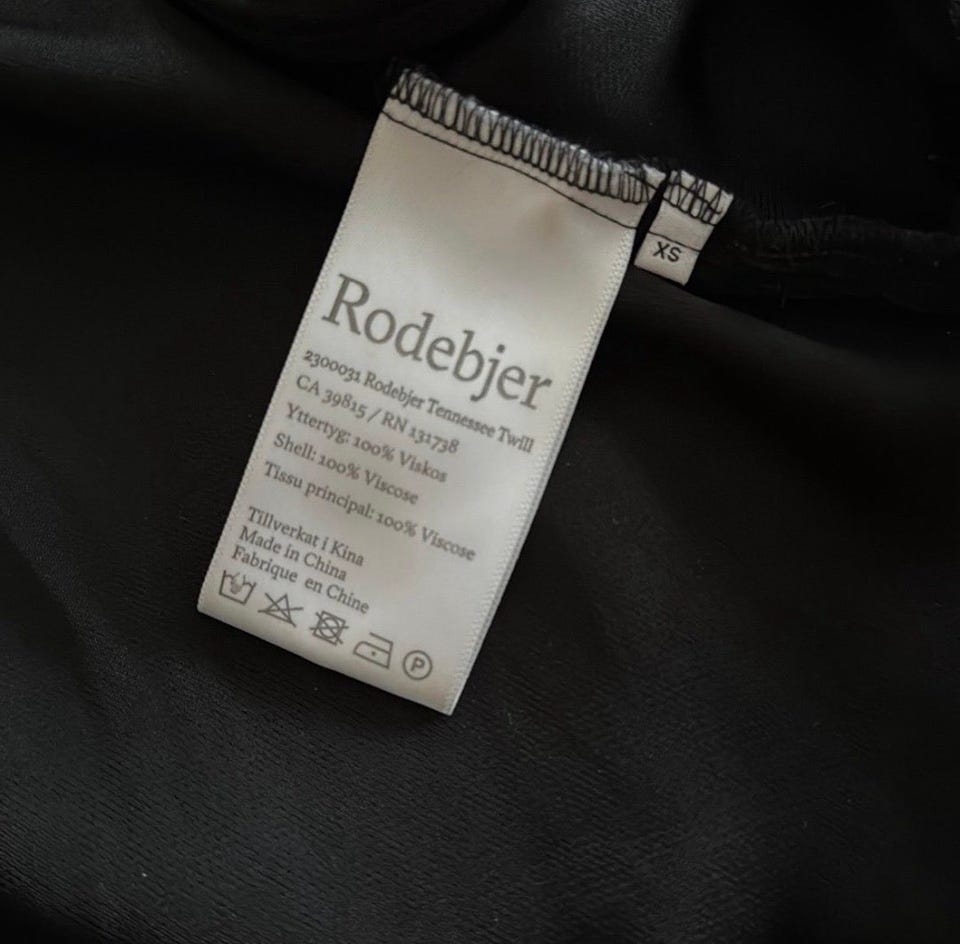 XS
Rodebjer
2300031 Rodebjer Tennessee Twill
CA 39815 / RN 131738
Yttertyg: 100% Viskos
Shell: 100% Viscose
Tissu principal: 100% Viscose
Tillverkat i Kina
Made in China
Fabrique en Chine
P